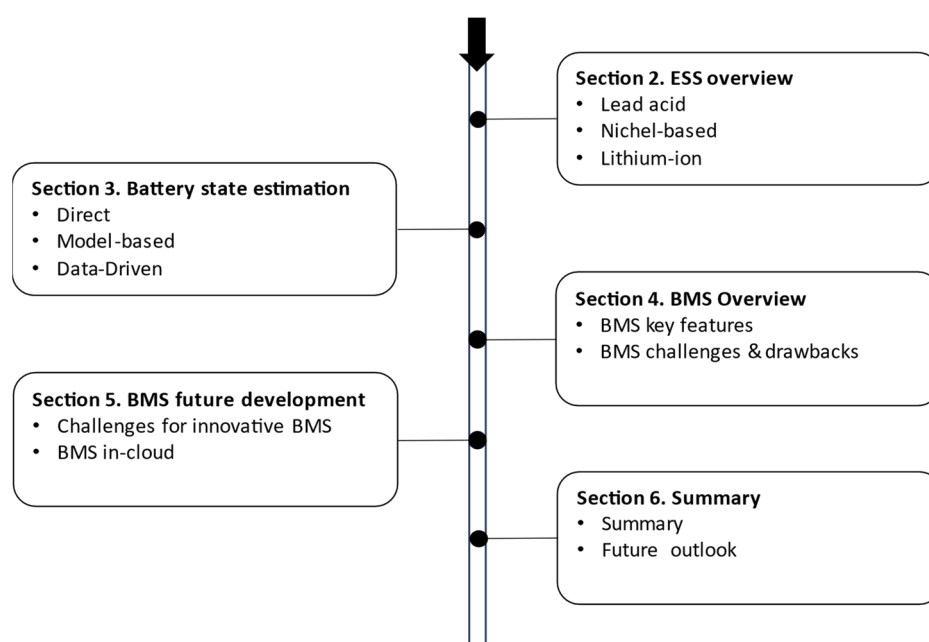 Section 2. ESS overview
• Lead acid
• Nichel-based
• Lithium-ion
Section 3. Battery state estimation
• Direct
• Model-based
• Data-Driven
Section 4. BMS Overview
• BMS key features
• BMS challenges & drawbacks
Section 5. BMS future development
• Challenges for innovative BMS
• BMS in-cloud
Section 6. Summary
• Summary
• Future outlook